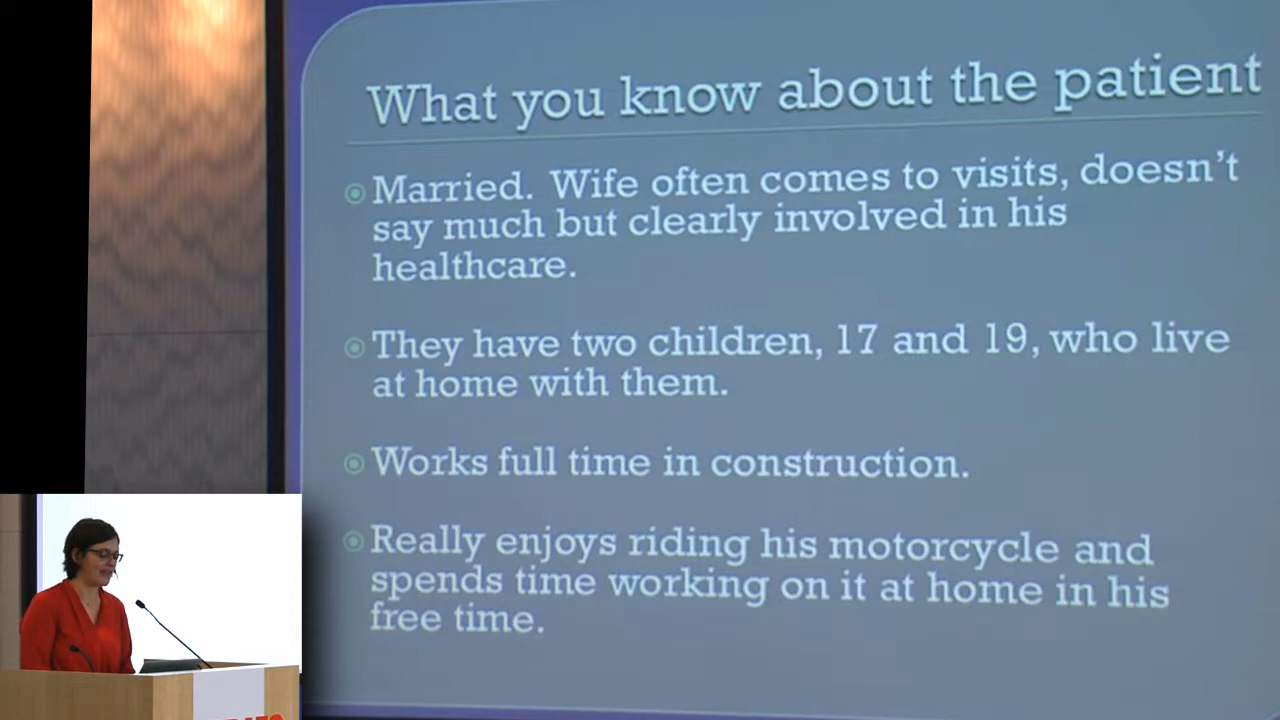 What you know about the patient
Married. Wife often comes to visits, doesn't
say much but clearly involved in his
healthcare.
They have two children, 17 and 19, who live
at home with them.
Works full time in construction.
Really enjoys riding his motorcycle and
spends time working on it at home in his
free time.